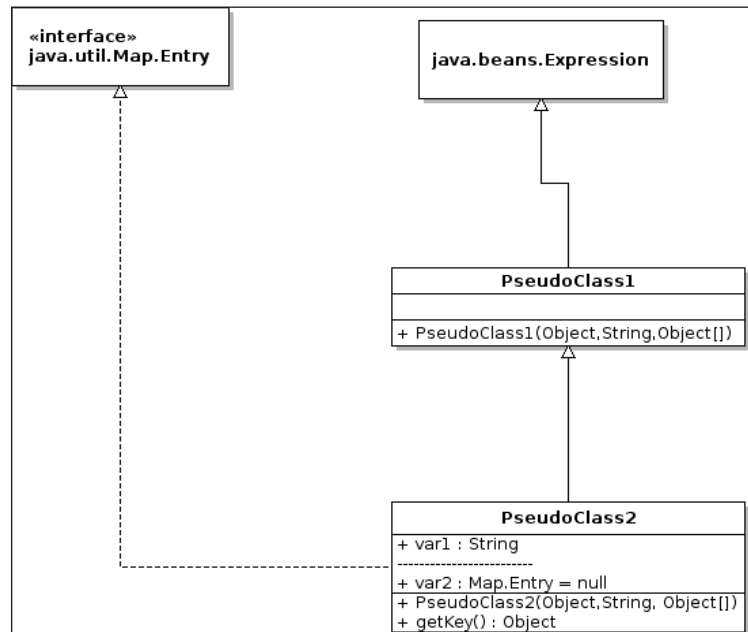 «interface»
java.util.Map.Entry
java.beans.Expression
PseudoClass1
+ PseudoClass1(Object,String,Object[])
PseudoClass2
+ var1 : String
-------------------------
+ var2 : Map.Entry = null
+ PseudoClass2(Object,String, Object[])
+ getKey() : Object